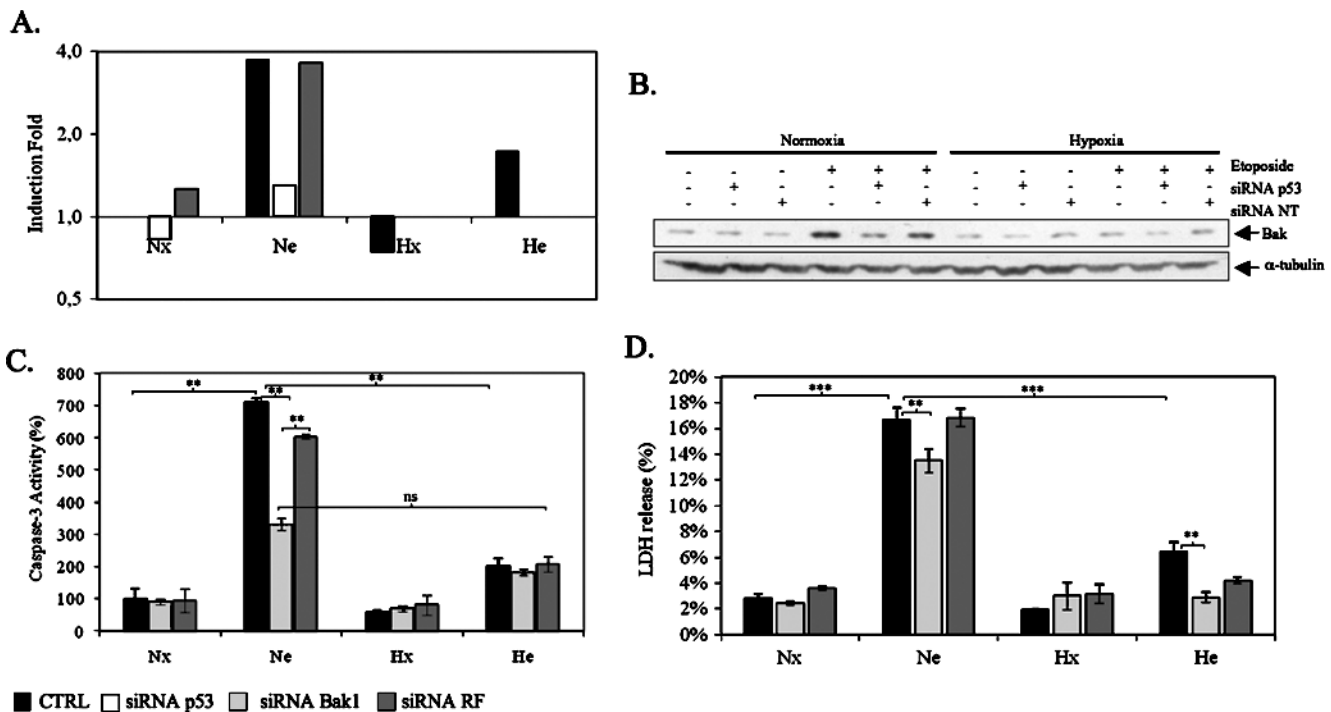 A.
4,0
2,0
1.0
0,5
Induction Fold
Nx Ne Hx He
B.
Normoxia Hypoxia
- - - + + + - - - + + + Etoposide
- + - - + - - + - - + - siRNA p53
- - + - - + - - + - - + siRNA NT
Bak
α-tubulin
C.
800
700
600
500
400
300
200
100
0
Caspase-3 Activity (%)
** ** ** ** ns
Nx Ne Hx He
D.
20%
18%
16%
14%
12%
10%
8%
6%
4%
2%
0%
LDH release (%)
*** ** *** **
Nx Ne Hx He
CTRL siRNA p53 siRNA Bak1 siRNA RF